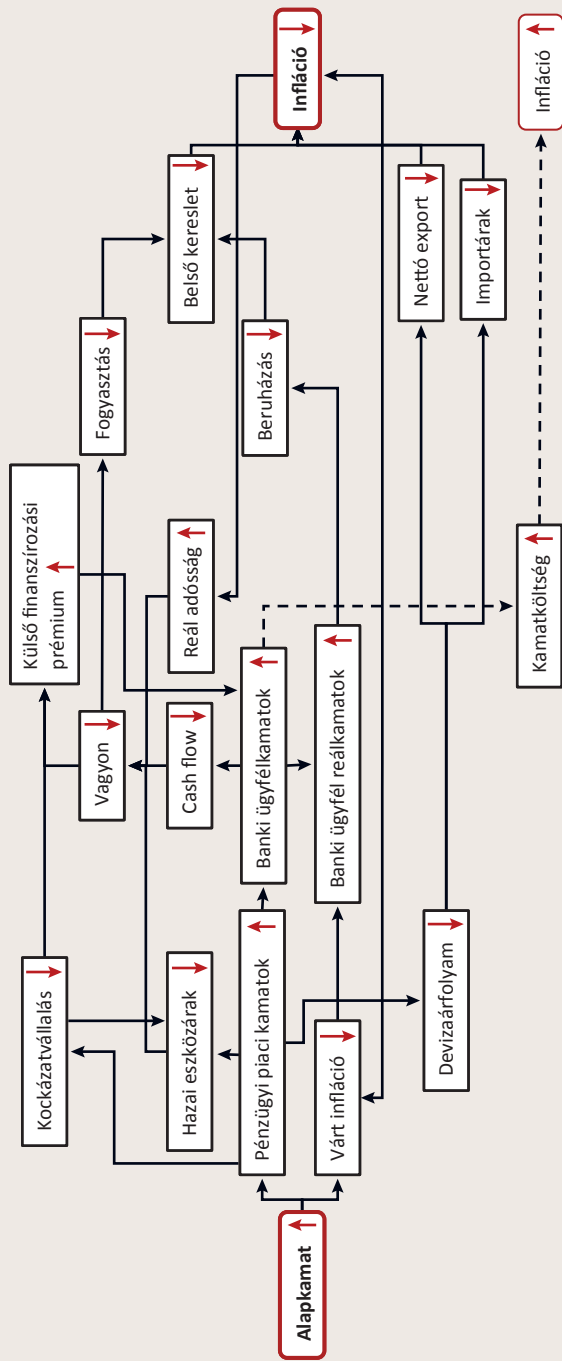 Alapkamat
Kockázatvállalás
Hazai eszközárak
Pénzügyi piaci kamatok
Várt infláció
Devizaárfolyam
Külső finanszírozási
prémium
Vagyon
Cash flow
Reál adósság
Banki ügyfélkamatok
Banki ügyfél reálkamatok
Kamatköltség
Fogyasztás
Beruházás
Belső kereslet
Nettó export
Importárak
Infláció
Infláció